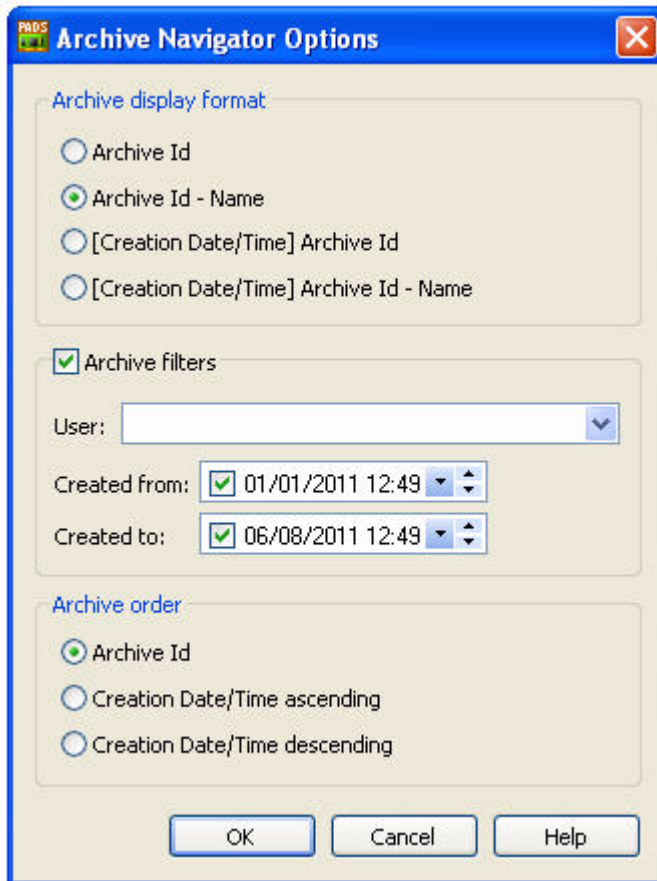 PADS
Archive Navigator Options
Archive display format
Archive Id
Archive Id - Name
[Creation Date/Time] Archive Id
[Creation Date/Time] Archive Id - Name
Archive filters
User:
Created from: 01/01/2011 12:49
Created to: 06/08/2011 12:49
Archive order
Archive Id
Creation Date/Time ascending
Creation Date/Time descending
OK Cancel Help